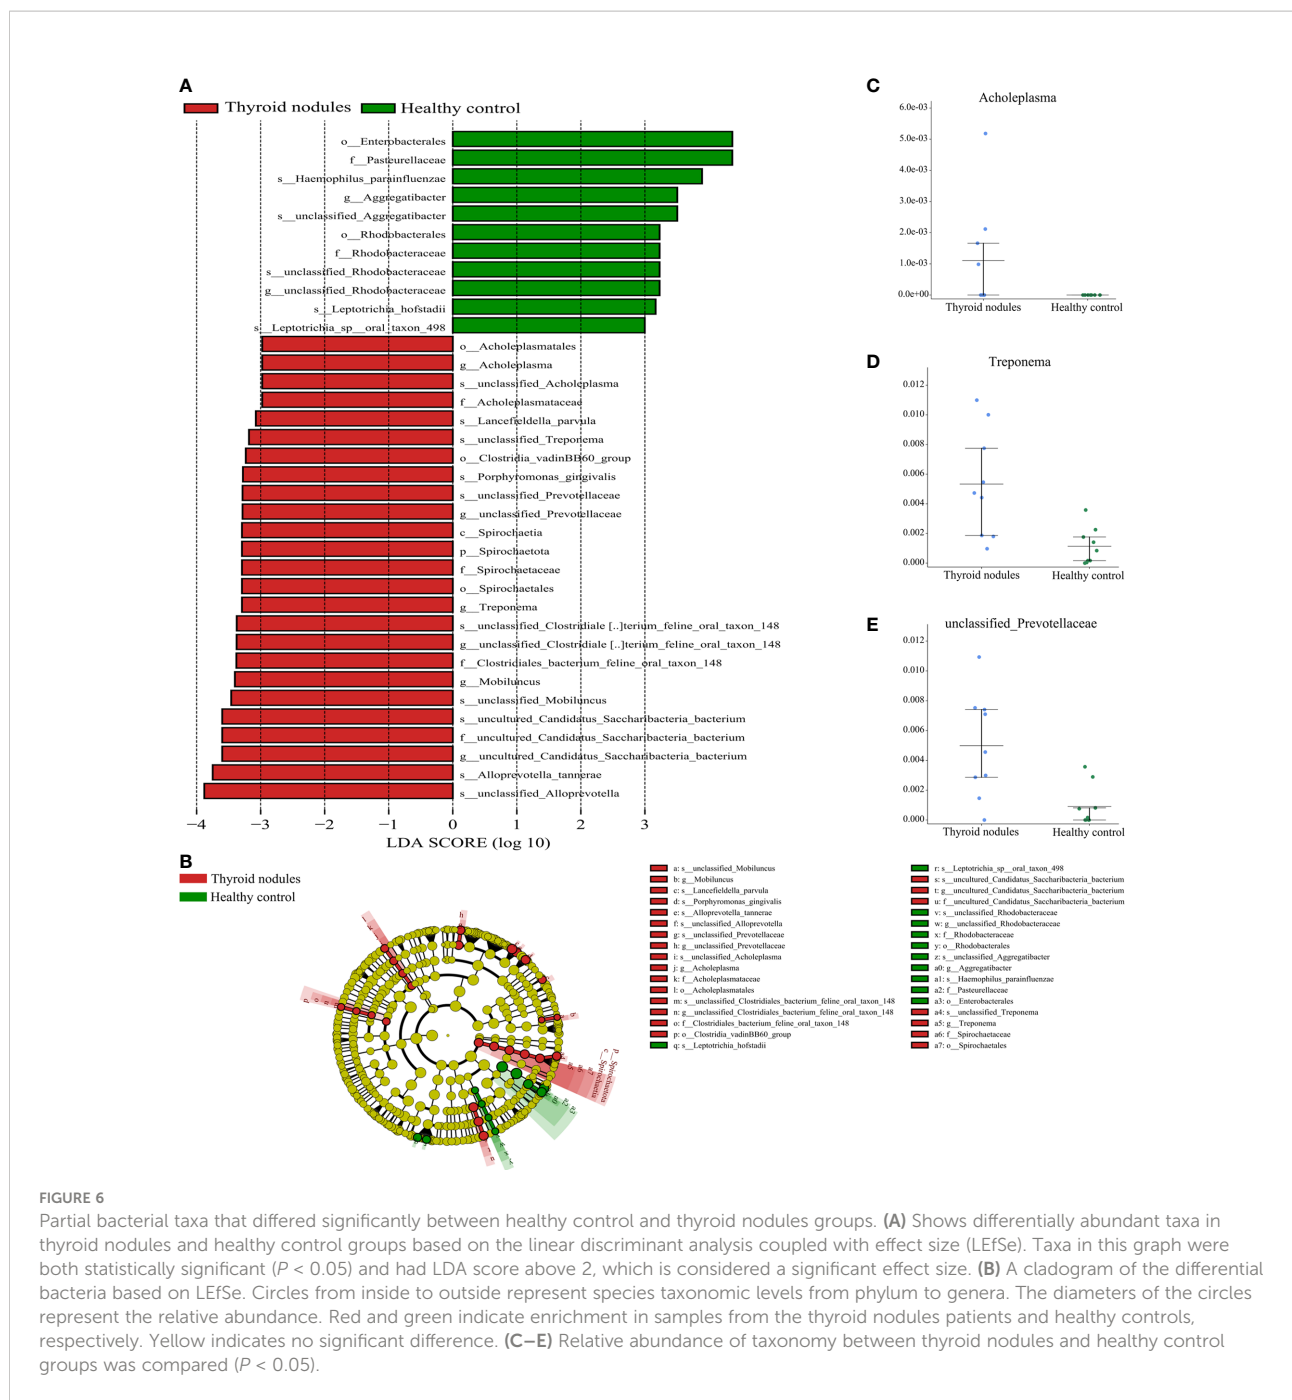 A
Thyroid nodules
Healthy control
o__Enterobacterales
f__Pasteurellaceae
s__Haemophilus_parainfluenzae
g__Aggregatibacter
s__unclassified_Aggregatibacter
o__Rhodobacterales
f__Rhodobacteraceae
s__unclassified_Rhodobacteraceae
g__unclassified_Rhodobacteraceae
s__Leptotrichia_hofstadii
s__Leptotrichia_sp__oral_taxon_498
o__Acholeplasmatales
g__Acholeplasma
s__unclassified_Acholeplasma
f__Acholeplasmataceae
s__Lancefieldella_parvula
s__unclassified_Treponema
o__Clostridia_vadinBB60_group
s__Porphyromonas_gingivalis
s__unclassified_Prevotellaceae
g__unclassified_Prevotellaceae
c__Spirochaetia
p__Spirochaetota
f__Spirochaetaceae
o__Spirochaetales
g__Treponema
s__unclassified_Clostridiale [..]terium_feline_oral_taxon_148
g__unclassified_Clostridiale [..]terium_feline_oral_taxon_148
f__Clostridiales_bacterium_feline_oral_taxon_148
g__Mobiluncus
s__unclassified_Mobiluncus
s__uncultured_Candidatus_Saccharibacteria_bacterium
f__uncultured_Candidatus_Saccharibacteria_bacterium
g__uncultured_Candidatus_Saccharibacteria_bacterium
s__Alloprevotella_tannerae
s__unclassified_Alloprevotella
−4 −3 −2 −1 0 1 2 3
LDA SCORE (log 10)
C
Acholeplasma
6.0e-03
5.0e-03
4.0e-03
3.0e-03
2.0e-03
1.0e-03
0.0e+00
Thyroid nodules Healthy control
D
Treponema
0.012
0.010
0.008
0.006
0.004
0.002
0.000
Thyroid nodules Healthy control
E
unclassified_Prevotellaceae
0.012
0.010
0.008
0.006
0.004
0.002
0.000
Thyroid nodules Healthy control
B
Thyroid nodules
Healthy control
h
b
d
p__Spirochaetota
c__Spirochaetia
a7
a6
a5
a3
a2
a: s__unclassified_Mobiluncus
b: g__Mobiluncus
c: s__Lancefieldella_parvula
d: s__Porphyromonas_gingivalis
e: s__Alloprevotella_tannerae
f: s__unclassified_Alloprevotella
g: s__unclassified_Prevotellaceae
h: g__unclassified_Prevotellaceae
i: s__unclassified_Acholeplasma
j: g__Acholeplasma
k: f__Acholeplasmataceae
l: o__Acholeplasmatales
m: s__unclassified_Clostridiales_bacterium_feline_oral_taxon_148
n: g__unclassified_Clostridiales_bacterium_feline_oral_taxon_148
o: f__Clostridiales_bacterium_feline_oral_taxon_148
p: o__Clostridia_vadinBB60_group
q: s__Leptotrichia_hofstadii
r: s__Leptotrichia_sp__oral_taxon_498
s: s__uncultured_Candidatus_Saccharibacteria_bacterium
t: g__uncultured_Candidatus_Saccharibacteria_bacterium
u: f__uncultured_Candidatus_Saccharibacteria_bacterium
v: s__unclassified_Rhodobacteraceae
w: g__unclassified_Rhodobacteraceae
x: f__Rhodobacteraceae
y: o__Rhodobacterales
z: s__unclassified_Aggregatibacter
a0: g__Aggregatibacter
a1: s__Haemophilus_parainfluenzae
a2: f__Pasteurellaceae
a3: o__Enterobacterales
a4: s__unclassified_Treponema
a5: g__Treponema
a6: f__Spirochaetaceae
a7: o__Spirochaetales
FIGURE 6
Partial bacterial taxa that differed significantly between healthy control and thyroid nodules groups. (A) Shows differentially abundant taxa in
thyroid nodules and healthy control groups based on the linear discriminant analysis coupled with effect size (LEfSe). Taxa in this graph were
both statistically significant (P < 0.05) and had LDA score above 2, which is considered a significant effect size. (B) A cladogram of the differential
bacteria based on LEfSe. Circles from inside to outside represent species taxonomic levels from phylum to genera. The diameters of the circles
represent the relative abundance. Red and green indicate enrichment in samples from the thyroid nodules patients and healthy controls,
respectively. Yellow indicates no significant difference. (C–E) Relative abundance of taxonomy between thyroid nodules and healthy control
groups was compared (P < 0.05).